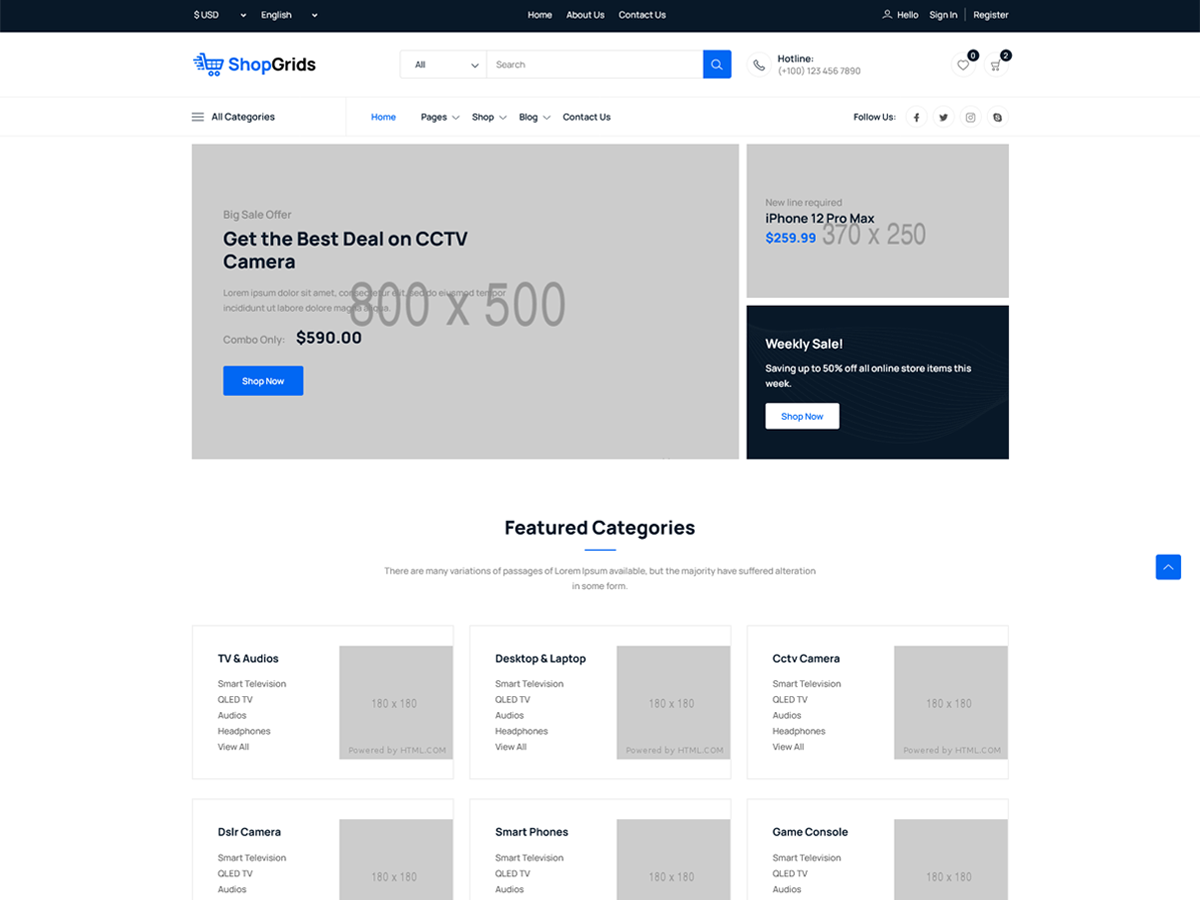 $ USD English Home About Us Contact Us Hello Sign In Register
ShopGrids All Search Hotline: 0 2
(+100) 123 456 7890
All Categories Home Pages Shop Blog Contact Us Follow Us:
Big Sale Offer
Get the Best Deal on CCTV
Camera
Lorem ipsum dolor sit amet, consectetur elit, sed do eiusmod tempor
incididunt ut labore dolore magna aliqua.
800 x 500
Combo Only: $590.00
Shop Now
New line required
iPhone 12 Pro Max
$259.99
370 x 250
Weekly Sale!
Saving up to 50% off all online store items this
week.
Shop Now
Featured Categories
There are many variations of passages of Lorem Ipsum available, but the majority have suffered alteration
in some form.
TV & Audios
Smart Television
QLED TV
Audios
Headphones
View All
180 x 180
Powered by HTML.COM
Desktop & Laptop
Smart Television
QLED TV
Audios
Headphones
View All
180 x 180
Powered by HTML.COM
Cctv Camera
Smart Television
QLED TV
Audios
Headphones
View All
180 x 180
Powered by HTML.COM
Dslr Camera
Smart Television
QLED TV
Audios
180 x 180
Smart Phones
Smart Television
QLED TV
Audios
180 x 180
Game Console
Smart Television
QLED TV
Audios
180 x 180